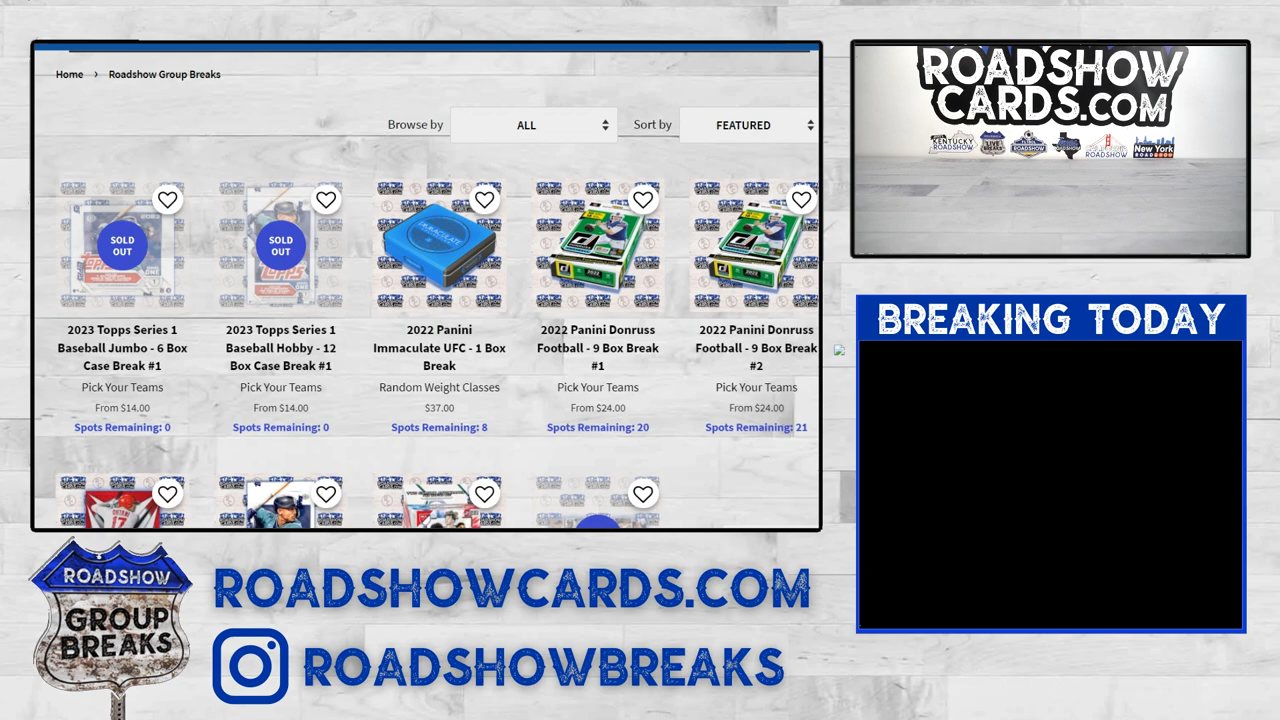 Home › Roadshow Group Breaks
Browse by ALL Sort by FEATURED
SOLD OUT
SOLD OUT
2023 Topps Series 1 Baseball Jumbo - 6 Box Case Break #1
Pick Your Teams
From $14.00
Spots Remaining: 0
2023 Topps Series 1 Baseball Hobby - 12 Box Case Break #1
Pick Your Teams
From $14.00
Spots Remaining: 0
2022 Panini Immaculate UFC - 1 Box Break
Random Weight Classes
$37.00
Spots Remaining: 8
2022 Panini Donruss Football - 9 Box Break #1
Pick Your Teams
From $24.00
Spots Remaining: 20
2022 Panini Donruss Football - 9 Box Break #2
Pick Your Teams
From $24.00
Spots Remaining: 21
ROADSHOW
CARDS.COM
KENTUCKY ROADSHOW
New York
BREAKING TODAY
ROADSHOW
GROUP
BREAKS
ROADSHOWCARDS.COM
ROADSHOWBREAKS